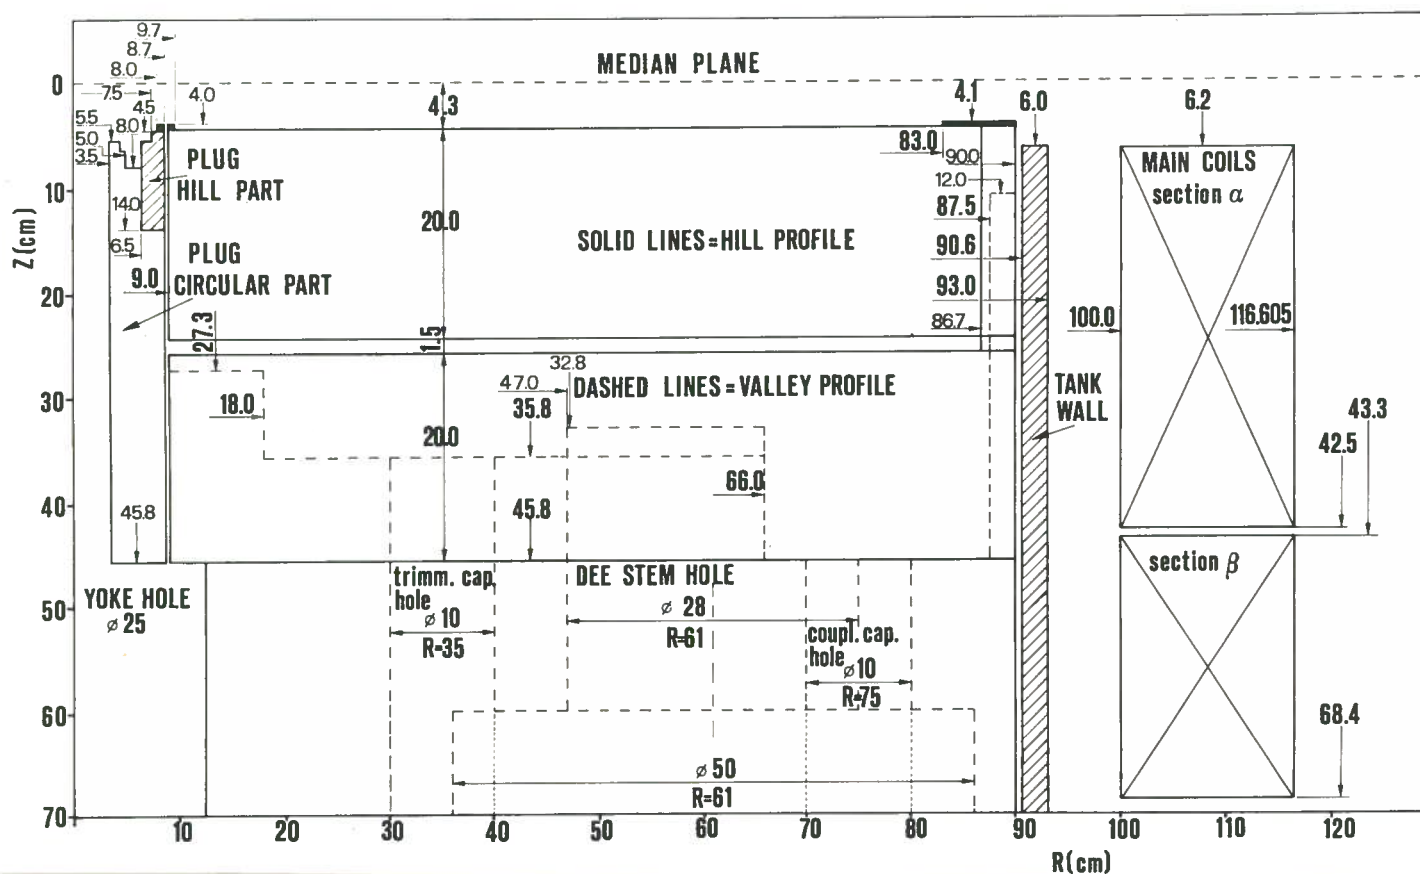 9.7
8.7
MEDIAN PLANE
8.0
0
7.5
4.0
4.5
4.3
4.1
6.0
6.2
5.5
8.0
5.0
3.5
PLUG
HILL PART
83.0
90.0
MAIN COILS
section α
10
12.0
14.0
87.5
20.0
SOLID LINES=HILL PROFILE
6.5
PLUG
CIRCULAR PART
90.6
Z(cm)
9.0
93.0
20
27.3
1.5
86.7
100.0
116.605
32.8
47.0
DASHED LINES=VALLEY PROFILE
TANK
WALL
30
18.0
35.8
43.3
20.0
42.5
66.0
40
45.8
45.8
section β
trimm. cap.
hole
DEE STEM HOLE
YOKE HOLE
⌀ 25
50
⌀ 10
⌀ 28
R=35
R=61
coupl. cap.
hole
⌀ 10
R=75
60
68.4
⌀ 50
R=61
70
10
20
30
40
50
60
70
80
90
100
110
120
R(cm)